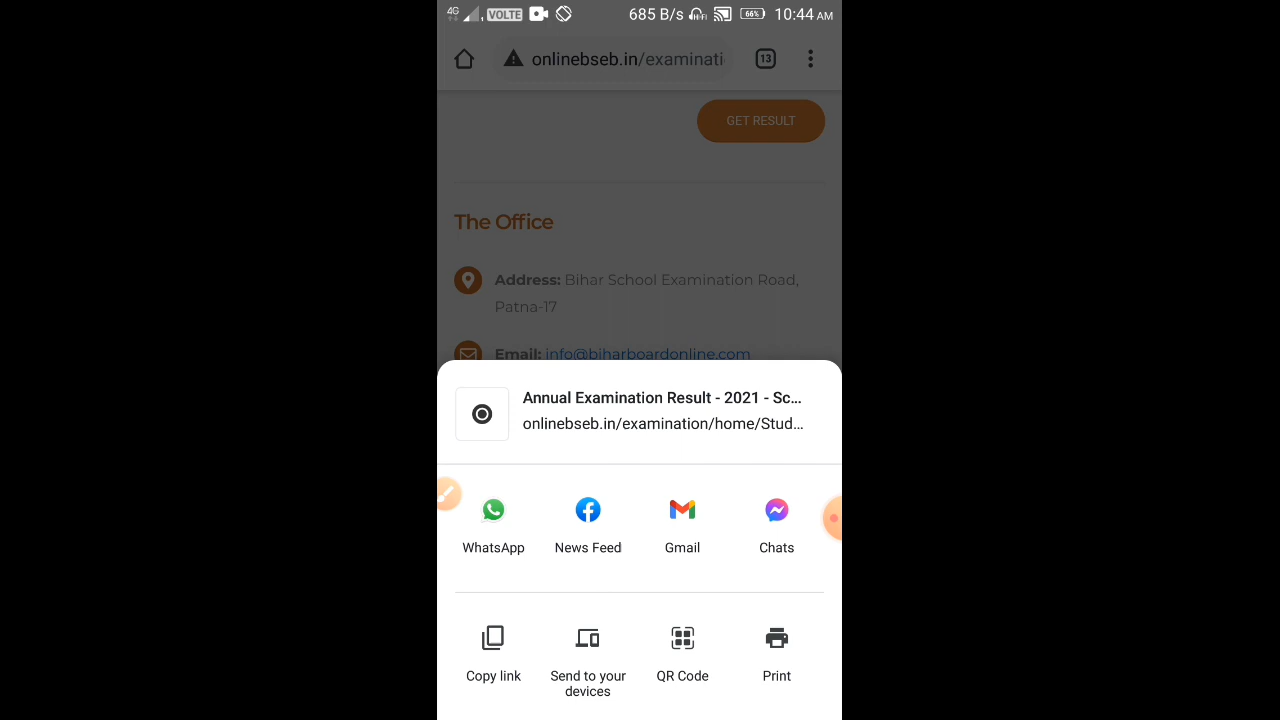 4G VOLTE 685 B/s 66% 10:44 AM
onlinebseb.in/examinati 13
GET RESULT
The Office
Address: Bihar School Examination Road,
Patna-17
Email: info@biharboardonline.com
Annual Examination Result - 2021 - Sc...
onlinebseb.in/examination/home/Stud...
WhatsApp News Feed Gmail Chats
Copy link Send to your QR Code Print
devices